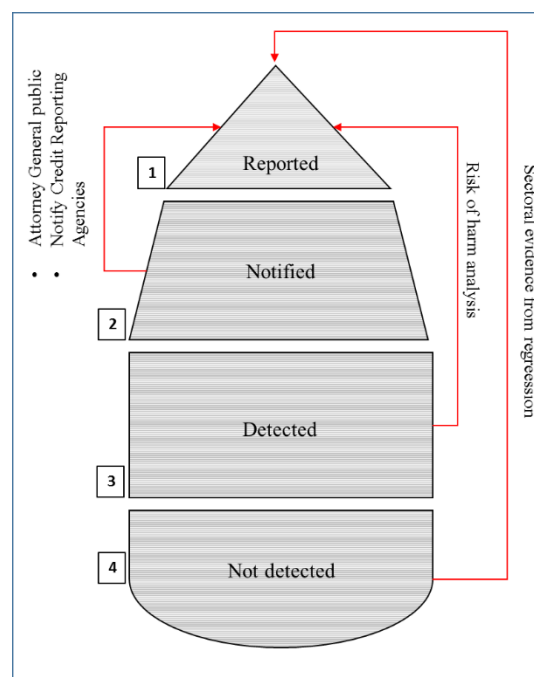 • Attorney General public
• Notify Credit Reporting
Agencies
1
Reported
2
Notified
3
Detected
4
Not detected
Risk of harm analysis
Sectoral evidence from regreession